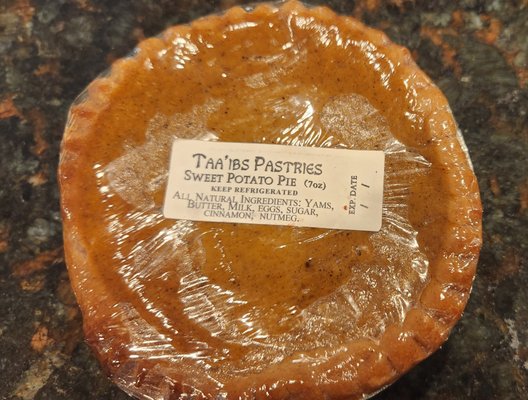 Taa'ibs Pastries
Sweet Potato Pie (7oz)
KEEP REFRIGERATED
All Natural Ingredients: Yams,
Butter, Milk, eggs, sugar,
cinnamon, nutmeg.
EXP. DATE
/ /